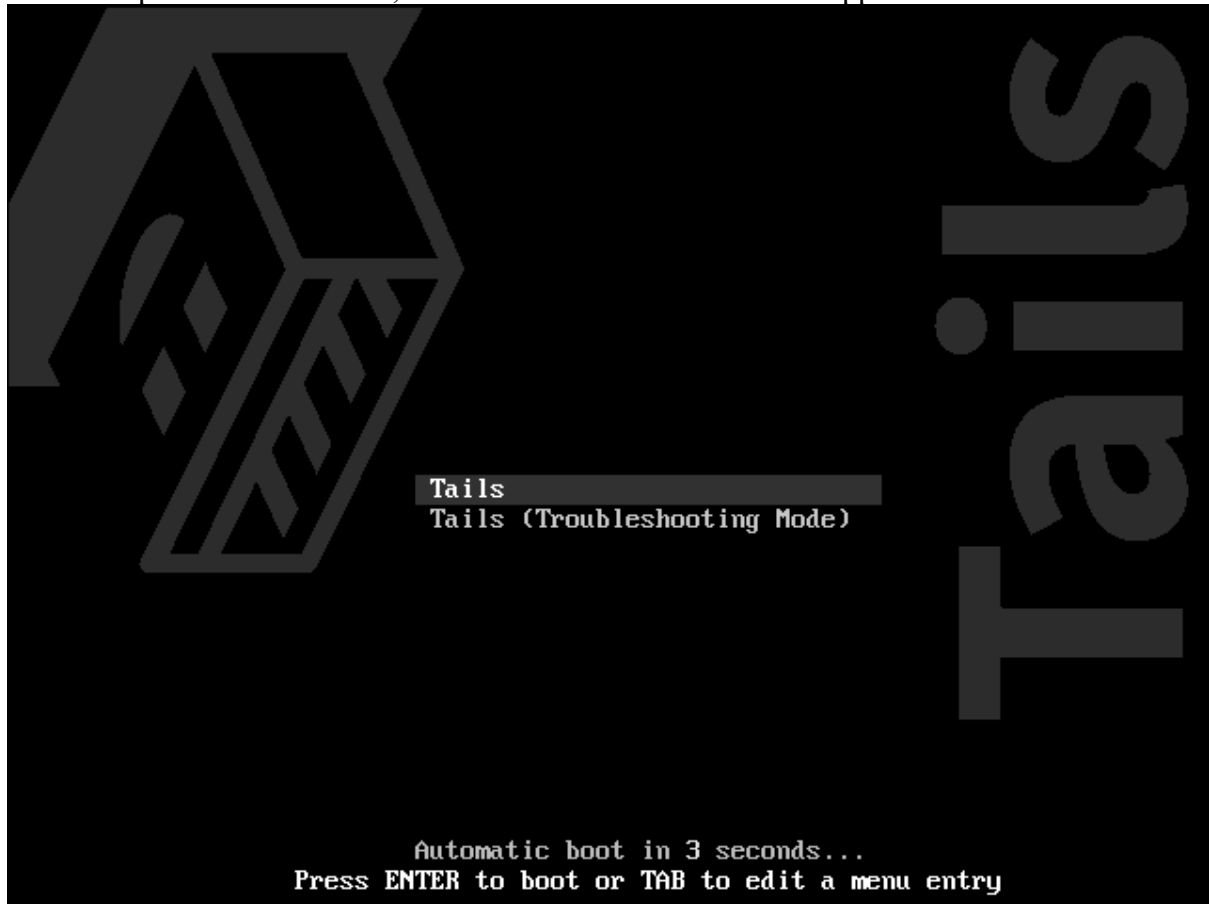 Tails
Tails
Tails (Troubleshooting Mode)
Automatic boot in 3 seconds...
Press ENTER to boot or TAB to edit a menu entry